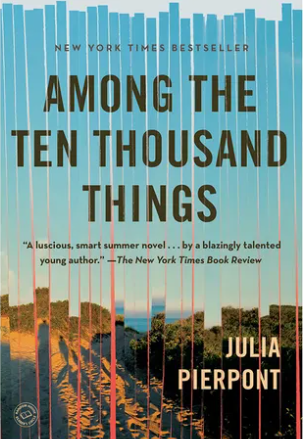 NEW YORK TIMES BESTSELLER
AMONG THE
TEN THOUSAND
THINGS
“A luscious, smart summer novel . . . by a blazingly talented
young author.” —The New York Times Book Review
JULIA
PIERPONT